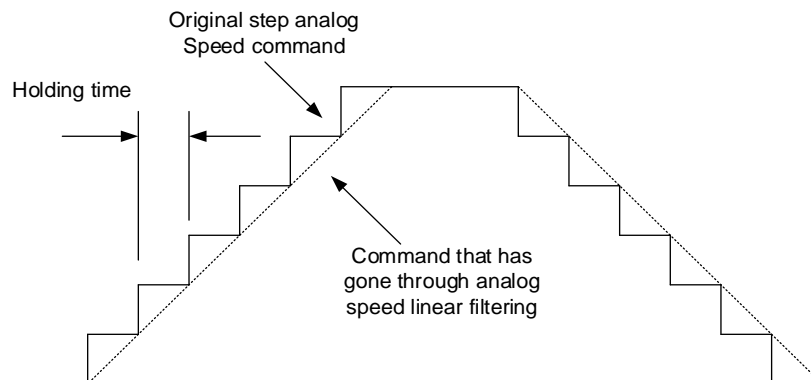 Original step analog
Speed command
Holding time
Command that has
gone through analog
speed linear filtering